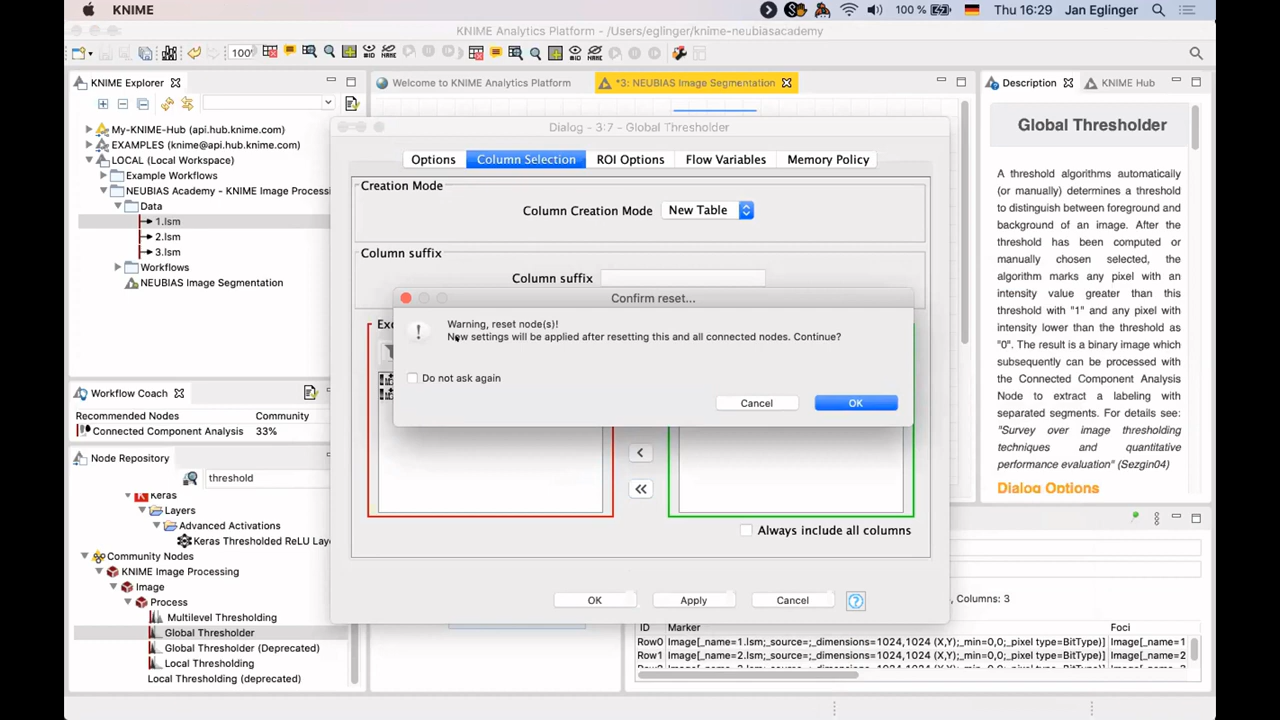 KNIME
100 %
Thu 16:29
Jan Eglinger
KNIME Analytics Platform - /Users/eglinger/knime-neubiasacademy
KNIME Explorer
Welcome to KNIME Analytics Platform
*3: NEUBIAS Image Segmentation
Description
KNIME Hub
My-KNIME-Hub (api.hub.knime.com)
EXAMPLES (knime@api.hub.knime.com)
LOCAL (Local Workspace)
Example Workflows
NEUBIAS Academy - KNIME Image Process
Data
1.lsm
2.lsm
3.lsm
Workflows
NEUBIAS Image Segmentation
Workflow Coach
Recommended Nodes
Community
Connected Component Analysis
33%
Node Repository
threshold
Keras
Layers
Advanced Activations
Keras Thresholded ReLU Laye
Community Nodes
KNIME Image Processing
Image
Process
Multilevel Thresholding
Global Thresholder
Global Thresholder (Deprecated)
Local Thresholding
Local Thresholding (deprecated)
Dialog - 3:7 - Global Thresholder
Options
Column Selection
ROI Options
Flow Variables
Memory Policy
Creation Mode
Column Creation Mode
New Table
Column suffix
Column suffix
Exc
Confirm reset...
Warning, reset node(s)!
New settings will be applied after resetting this and all connected nodes. Continue?
Do not ask again
Cancel
OK
Always include all columns
OK
Apply
Cancel
Global Thresholder
A threshold algorithms automatically
(or manually) determines a threshold
to distinguish between foreground and
background of an image. After the
threshold has been computed or
manually chosen selected, the
algorithm marks any pixel with an
intensity value greater than this
threshold with "1" and any pixel with
intensity lower than the threshold as
"0". The result is a binary image which
subsequently can be processed with
the Connected Component Analysis
Node to extract a labeling with
separated segments. For details see:
"Survey over image thresholding
techniques and quantitative
performance evaluation" (Sezgin04)
Dialog Options
, Columns: 3
ID
Marker
Foci
Row0
Image[_name=1.lsm;_source=;_dimensions=1024,1024 (X,Y);_min=0,0;_pixel type=BitType)]
Image[_name=1
Row1
Image[_name=2.lsm;_source=;_dimensions=1024,1024 (X,Y);_min=0,0;_pixel type=BitType)]
Image[_name=2